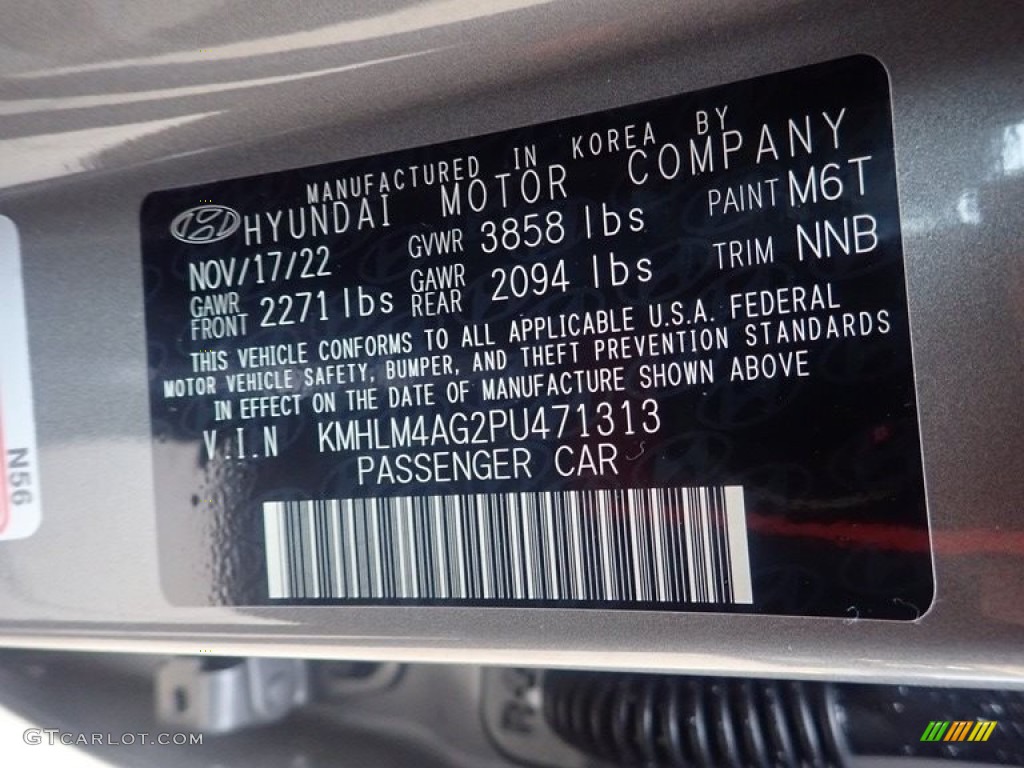 MANUFACTURED IN KOREA BY
HYUNDAI MOTOR COMPANY
NOV/17/22 GVWR 3858 lbs PAINT M6T
GAWR FRONT 2271 lbs GAWR REAR 2094 lbs TRIM NNB
THIS VEHICLE CONFORMS TO ALL APPLICABLE U.S.A. FEDERAL
MOTOR VEHICLE SAFETY, BUMPER, AND THEFT PREVENTION STANDARDS
IN EFFECT ON THE DATE OF MANUFACTURE SHOWN ABOVE
V.I.N KMHLM4AG2PU471313
PASSENGER CAR
N56
GTCARLOT.COM